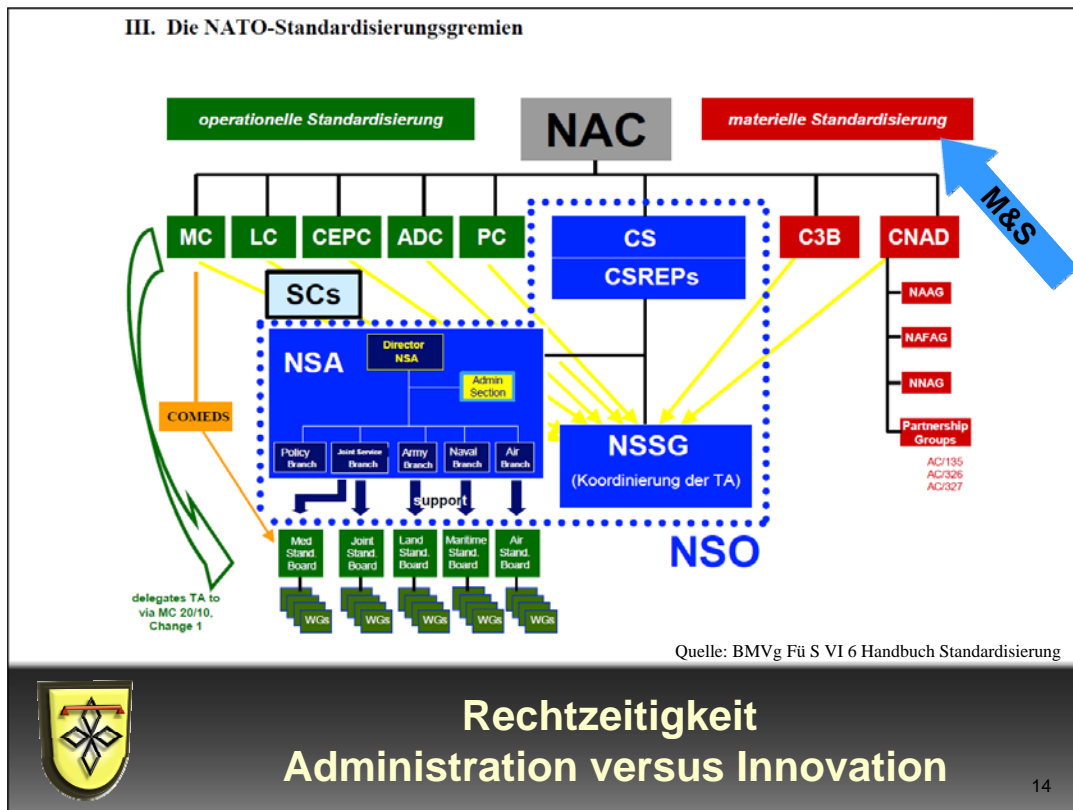 III. Die NATO-Standardisierungsgremien
operationelle Standardisierung
NAC
materielle Standardisierung
M&S
MC
LC
CEPC
ADC
PC
CS
CSREPs
C3B
CNAD
SCs
NAAG
NAFAG
NNAG
Partnership
Groups
AC/135
AC/326
AC/327
NSA
Director
NSA
Admin
Section
COMEDS
Policy
Branch
Joint Service
Branch
Army
Branch
Naval
Branch
Air
Branch
NSSG
(Koordinierung der TA)
support
NSO
Med
Stand.
Board
Joint
Stand.
Board
Land
Stand.
Board
Maritime
Stand.
Board
Air
Stand.
Board
WGs
WGs
WGs
WGs
WGs
delegates TA to
via MC 20/10,
Change 1
Quelle: BMVg Fü S VI 6 Handbuch Standardisierung
Rechtzeitigkeit
Administration versus Innovation
14